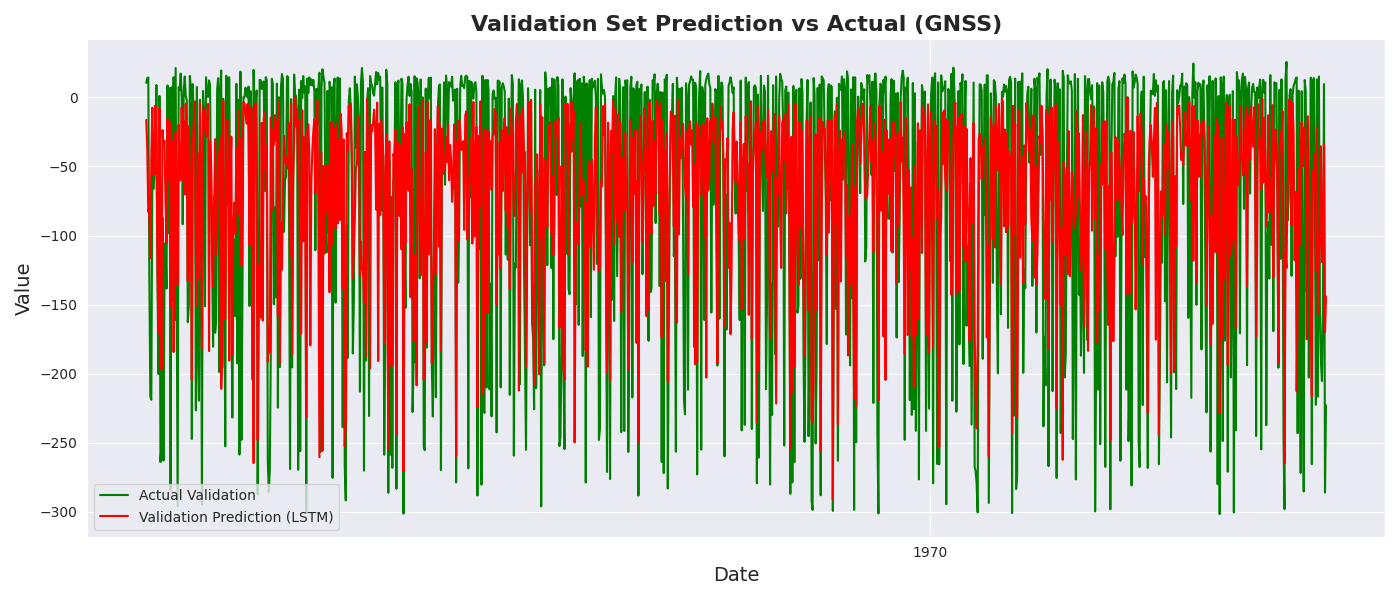 Validation Set Prediction vs Actual (GNSS)
Value
0
−50
−100
−150
−200
−250
−300
Actual Validation
Validation Prediction (LSTM)
1970
Date